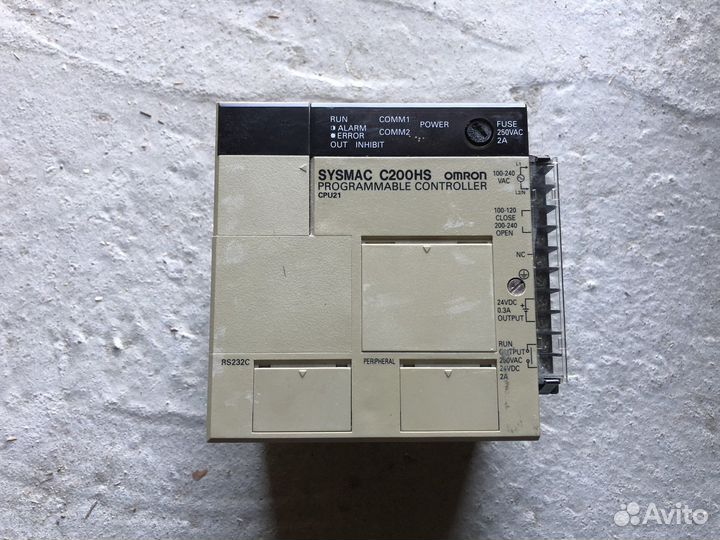 RUN COMM1 POWER FUSE
ALARM 250VAC
ERROR COMM2 2A
OUT INHIBIT
SYSMAC C200HS OMRON
PROGRAMMABLE CONTROLLER
CPU21
L1
100-240
VAC
L2/N
100-120
CLOSE
200-240
OPEN
NC
24VDC
0.3A
OUTPUT
+
-
RUN
OUTPUT
250VAC
24VDC
2A
RS232C
PERIPHERAL
Avito